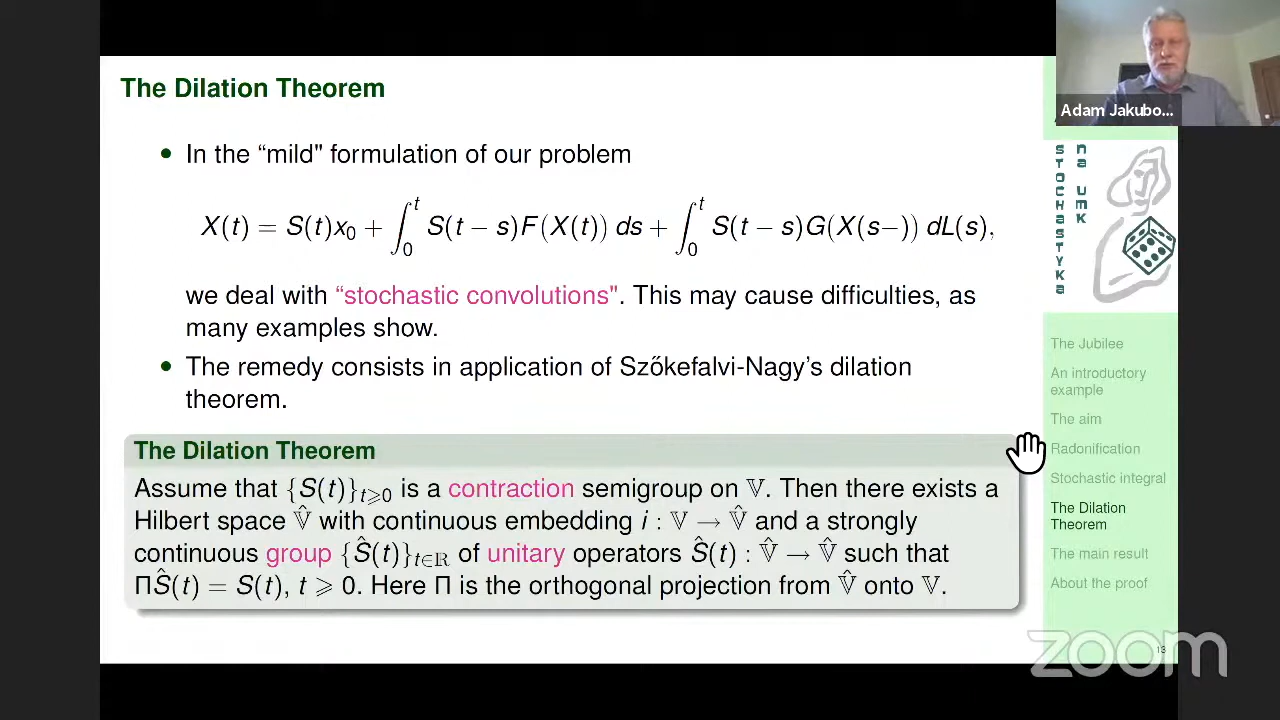 The Dilation Theorem
• In the “mild" formulation of our problem
X(t) = S(t)x₀ + ∫₀ᵗ S(t − s)F(X(t)) ds + ∫₀ᵗ S(t − s)G(X(s−)) dL(s),
we deal with “stochastic convolutions". This may cause difficulties, as
many examples show.
• The remedy consists in application of Szőkefalvi-Nagy’s dilation
theorem.
The Dilation Theorem
Assume that {S(t)}ₜ⩾₀ is a contraction semigroup on 𝕍. Then there exists a
Hilbert space 𝕍̂ with continuous embedding i : 𝕍 → 𝕍̂ and a strongly
continuous group {Ŝ(t)}_{t∈ℝ} of unitary operators Ŝ(t) : 𝕍̂ → 𝕍̂ such that
ΠŜ(t) = S(t), t ⩾ 0. Here Π is the orthogonal projection from 𝕍̂ onto 𝕍.
Adam Jakubo...
STOCHASTYKA
na UMK
The Jubilee
An introductory
example
The aim
Radonification
Stochastic integral
The Dilation
Theorem
The main result
About the proof
13
zoom